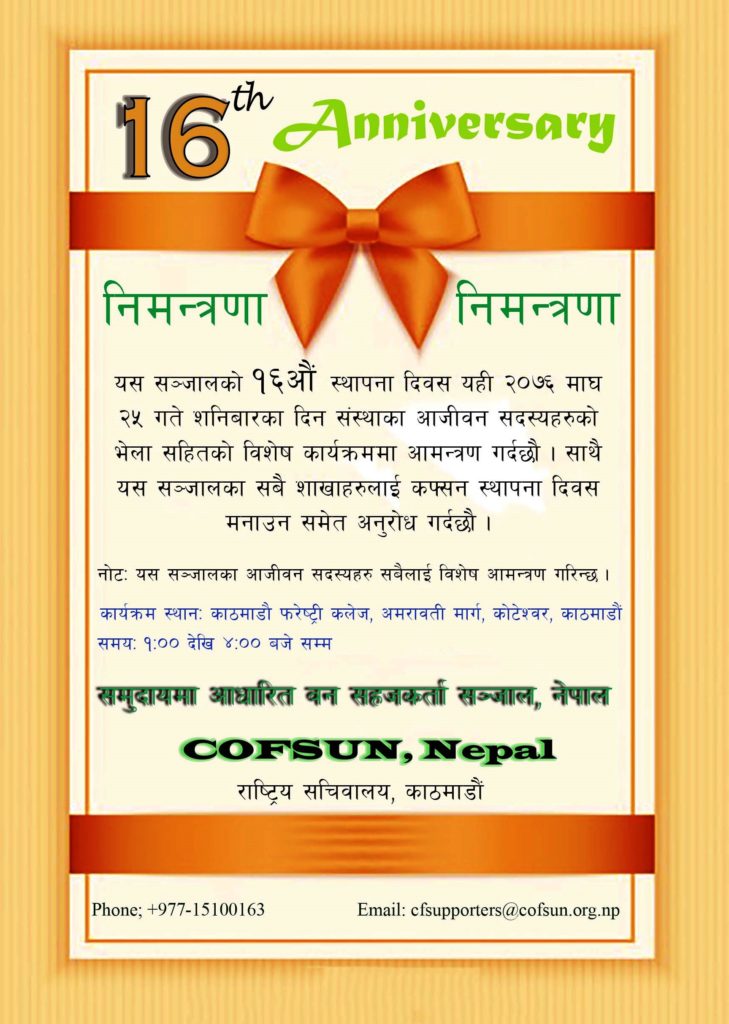 16th Anniversary
निमन्त्रणा निमन्त्रणा
यस सञ्जालको १६औं स्थापना दिवस यही २०७६ माघ
२५ गते शनिबारका दिन संस्थाका आजीवन सदस्यहरुको
भेला सहितको विशेष कार्यक्रममा आमन्त्रण गर्दछौ । साथै
यस सञ्जालका सबै शाखाहरुलाई कफ्सन स्थापना दिवस
मनाउन समेत अनुरोध गर्दछौ ।
नोट: यस सञ्जालका आजीवन सदस्यहरु सबैलाई विशेष आमन्त्रण गरिन्छ ।
कार्यक्रम स्थान: काठमाडौ फरेष्ट्री कलेज, अमरावती मार्ग, कोटेश्वर, काठमाडौं
समय: १:०० देखि ४:०० बजे सम्म
समुदायमा आधारित वन सहजकर्ता सञ्जाल, नेपाल
COFSUN, Nepal
राष्ट्रिय सचिवालय, काठमाडौं
Phone; +977-15100163 Email: cfsupporters@cofsun.org.np